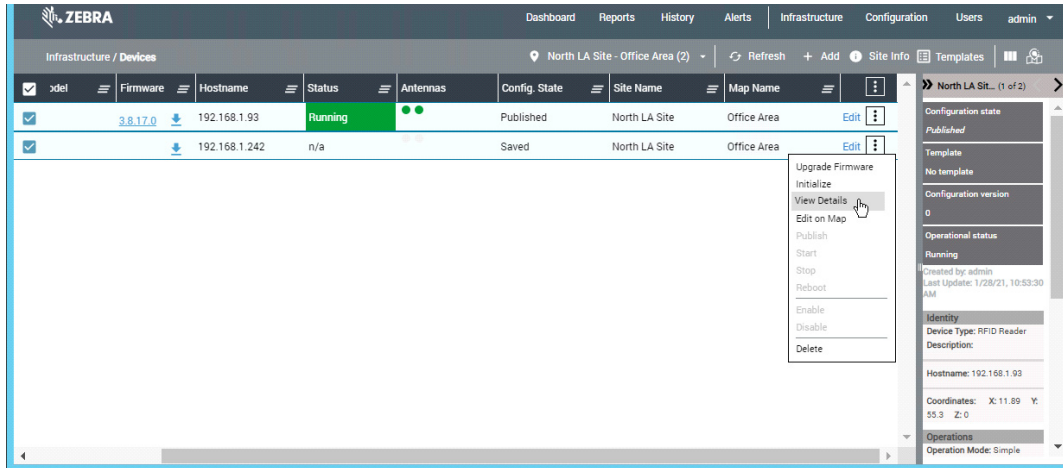 ZEBRA
Dashboard Reports History Alerts Infrastructure Configuration Users admin
Infrastructure / Devices
North LA Site - Office Area (2) Refresh + Add Site Info Templates
odel Firmware Hostname Status Antennas Config. State Site Name Map Name
3.8.17.0 192.168.1.93 Running Published North LA Site Office Area Edit
192.168.1.242 n/a Saved North LA Site Office Area Edit
Upgrade Firmware
Initialize
View Details
Edit on Map
Publish
Start
Stop
Reboot
Enable
Disable
Delete
North LA Sit... (1 of 2)
Configuration state
Published
Template
No template
Configuration version
0
Operational status
Running
Created by: admin
Last Update: 1/28/21, 10:53:30
AM
Identity
Device Type: RFID Reader
Description:
Hostname: 192.168.1.93
Coordinates: X: 11.89 Y:
55.3 Z: 0
Operations
Operation Mode: Simple